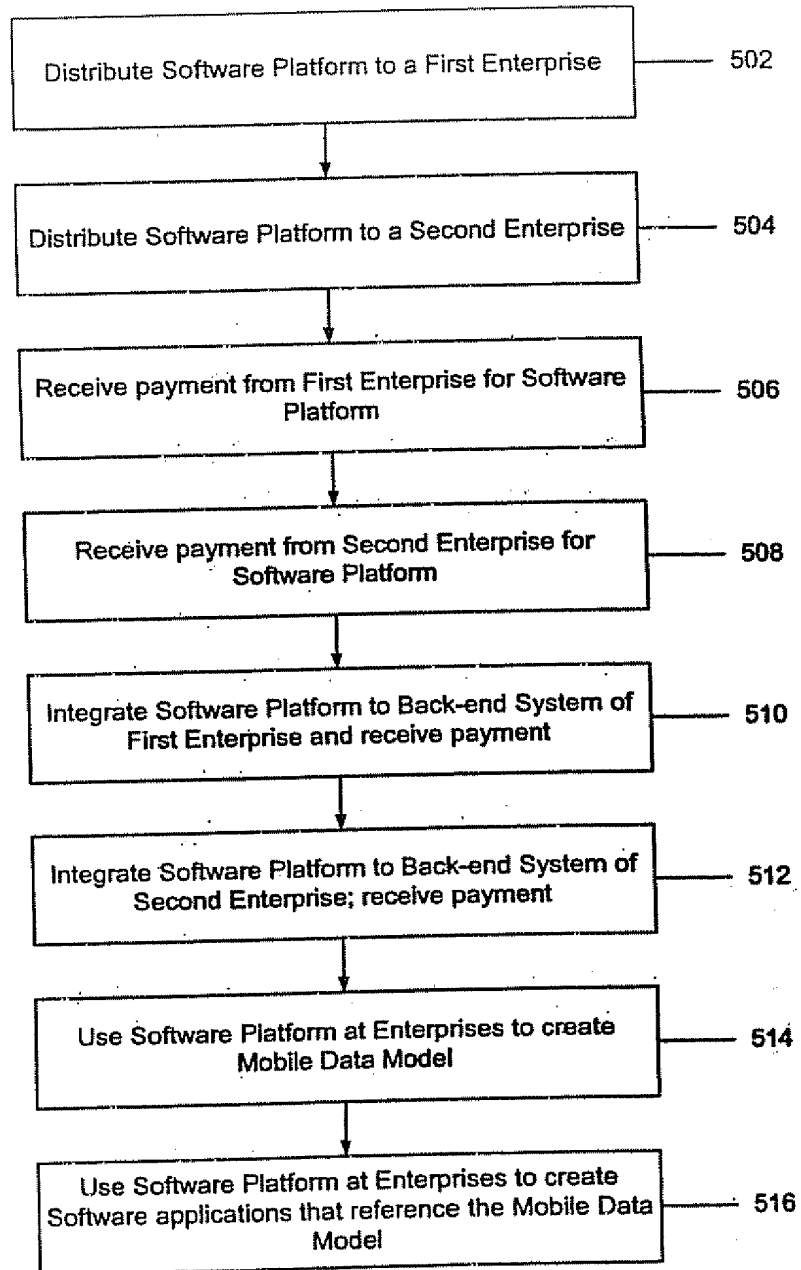 Distribute Software Platform to a First Enterprise
502
Distribute Software Platform to a Second Enterprise
504
Receive payment from First Enterprise for Software
Platform
506
Receive payment from Second Enterprise for
Software Platform
508
Integrate Software Platform to Back-end System of
First Enterprise and receive payment
510
Integrate Software Platform to Back-end System of
Second Enterprise; receive payment
512
Use Software Platform at Enterprises to create
Mobile Data Model
514
Use Software Platform at Enterprises to create
Software applications that reference the Mobile Data
Model
516